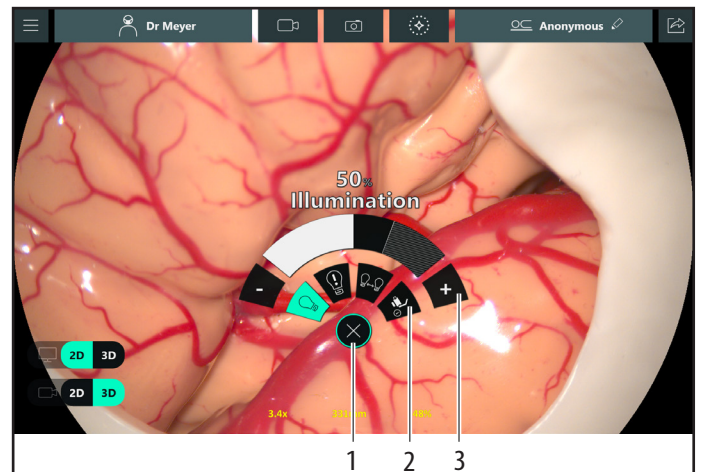 Dr Meyer
Anonymous
50%
Illumination
-
+
2D 3D
2D 3D
3.4x
48%
1 2 3